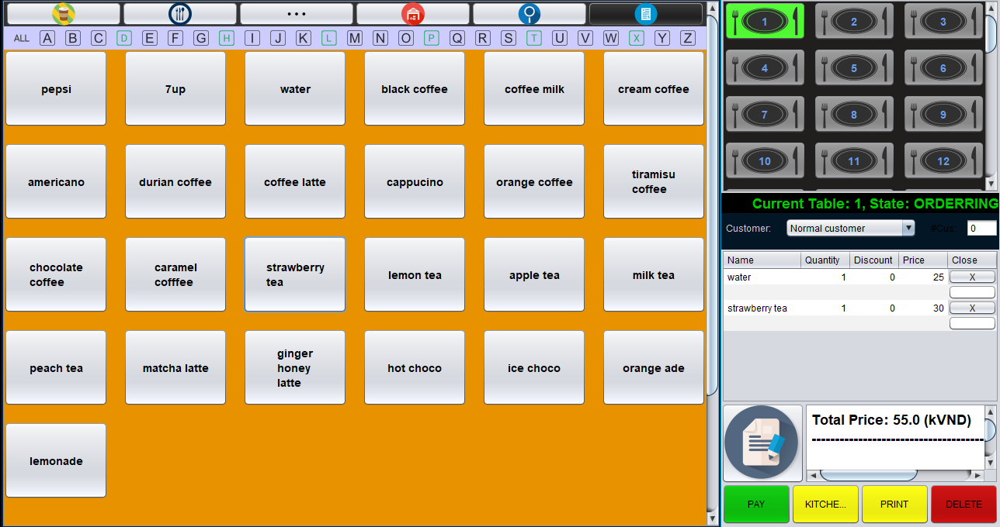 ...
ALL A B C D E F G H I J K L M N O P Q R S T U V W X Y Z
pepsi
7up
water
black coffee
coffee milk
cream coffee
americano
durian coffee
coffee latte
cappucino
orange coffee
tiramisu
coffee
chocolate
coffee
caramel
cofffee
strawberry
tea
lemon tea
apple tea
milk tea
peach tea
matcha latte
ginger
honey
latte
hot choco
ice choco
orange ade
lemonade
1 2 3
4 5 6
7 8 9
10 11 12
Current Table: 1, State: ORDERRING
Customer: Normal customer #Cus: 0
Name Quantity Discount Price Close
water 1 0 25 X
strawberry tea 1 0 30 X
Total Price: 55.0 (kVND)
------------------------------------
PAY KITCHE... PRINT DELETE